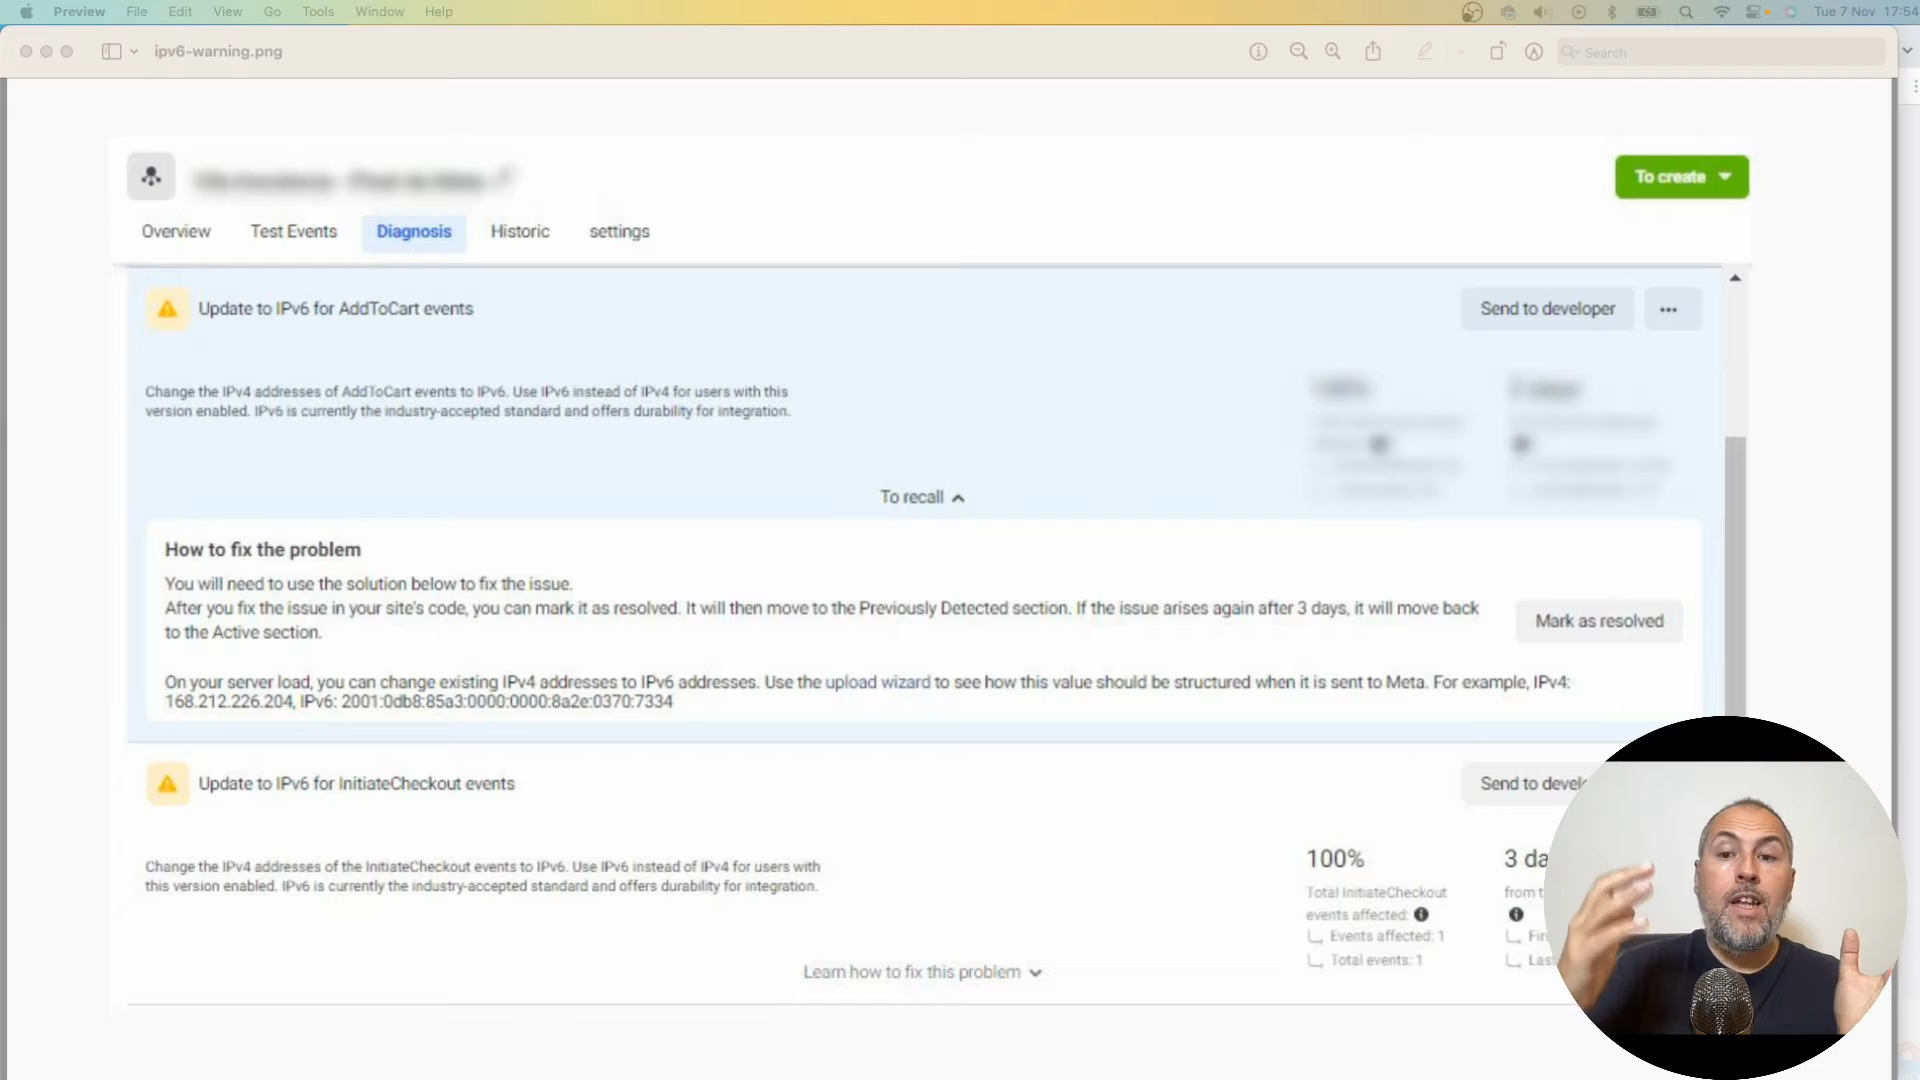 Preview File Edit View Go Tools Window Help Tue 7 Nov 17:54
ipv6-warning.png Search
To create
Overview Test Events Diagnosis Historic settings
Update to IPv6 for AddToCart events Send to developer
Change the IPv4 addresses of AddToCart events to IPv6. Use IPv6 instead of IPv4 for users with this
version enabled. IPv6 is currently the industry-accepted standard and offers durability for integration.
To recall
How to fix the problem
You will need to use the solution below to fix the issue.
After you fix the issue in your site's code, you can mark it as resolved. It will then move to the Previously Detected section. If the issue arises again after 3 days, it will move back
to the Active section.
Mark as resolved
On your server load, you can change existing IPv4 addresses to IPv6 addresses. Use the upload wizard to see how this value should be structured when it is sent to Meta. For example, IPv4:
168.212.226.204, IPv6: 2001:0db8:85a3:0000:0000:8a2e:0370:7334
Update to IPv6 for InitiateCheckout events Send to
Change the IPv4 addresses of the InitiateCheckout events to IPv6. Use IPv6 instead of IPv4 for users with
this version enabled. IPv6 is currently the industry-accepted standard and offers durability for integration.
100% 3
Total InitiateCheckout from
events affected:
Events affected: 1
Total events: 1
Learn how to fix this problem